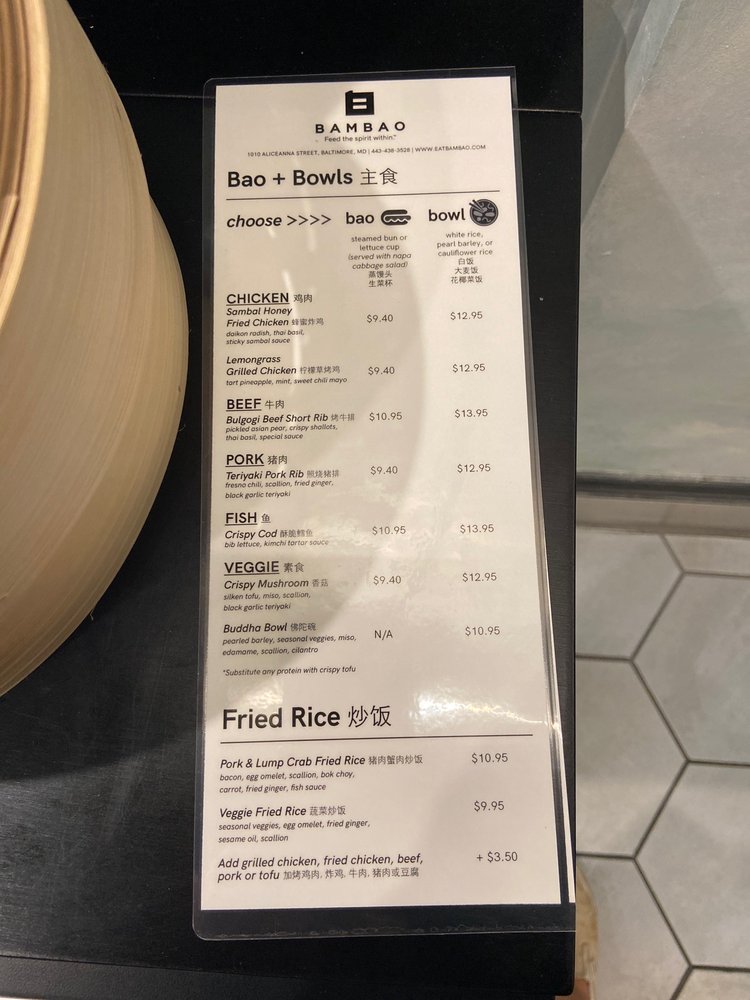 BAMBAO
Feed the spirit within.™
1010 ALICEANNA STREET, BALTIMORE, MD | 443-438-3528 | WWW.EATBAMBAO.COM
Bao + Bowls 主食
choose >>>> bao bowl
steamed bun or
lettuce cup
(served with napa
cabbage salad)
蒸馒头
生菜杯
white rice,
pearl barley, or
cauliflower rice
白饭
大麦饭
花椰菜饭
CHICKEN 鸡肉
Sambal Honey
Fried Chicken 蜂蜜炸鸡 $9.40 $12.95
daikon radish, thai basil,
sticky sambal sauce
Lemongrass
Grilled Chicken 柠檬草烤鸡 $9.40 $12.95
tart pineapple, mint, sweet chili mayo
BEEF 牛肉
Bulgogi Beef Short Rib 烤牛排 $10.95 $13.95
pickled asian pear, crispy shallots,
thai basil, special sauce
PORK 猪肉
Teriyaki Pork Rib 照烧猪排 $9.40 $12.95
fresno chili, scallion, fried ginger,
black garlic teriyaki
FISH 鱼
Crispy Cod 酥脆鳕鱼 $10.95 $13.95
bib lettuce, kimchi tartar sauce
VEGGIE 素食
Crispy Mushroom 香菇 $9.40 $12.95
silken tofu, miso, scallion,
black garlic teriyaki
Buddha Bowl 佛陀碗 N/A $10.95
pearled barley, seasonal veggies, miso,
edamame, scallion, cilantro
*Substitute any protein with crispy tofu
Fried Rice 炒饭
Pork & Lump Crab Fried Rice 猪肉蟹肉炒饭 $10.95
bacon, egg omelet, scallion, bok choy,
carrot, fried ginger, fish sauce
Veggie Fried Rice 蔬菜炒饭 $9.95
seasonal veggies, egg omelet, fried ginger,
sesame oil, scallion
Add grilled chicken, fried chicken, beef, + $3.50
pork or tofu 加烤鸡肉, 炸鸡, 牛肉, 猪肉或豆腐